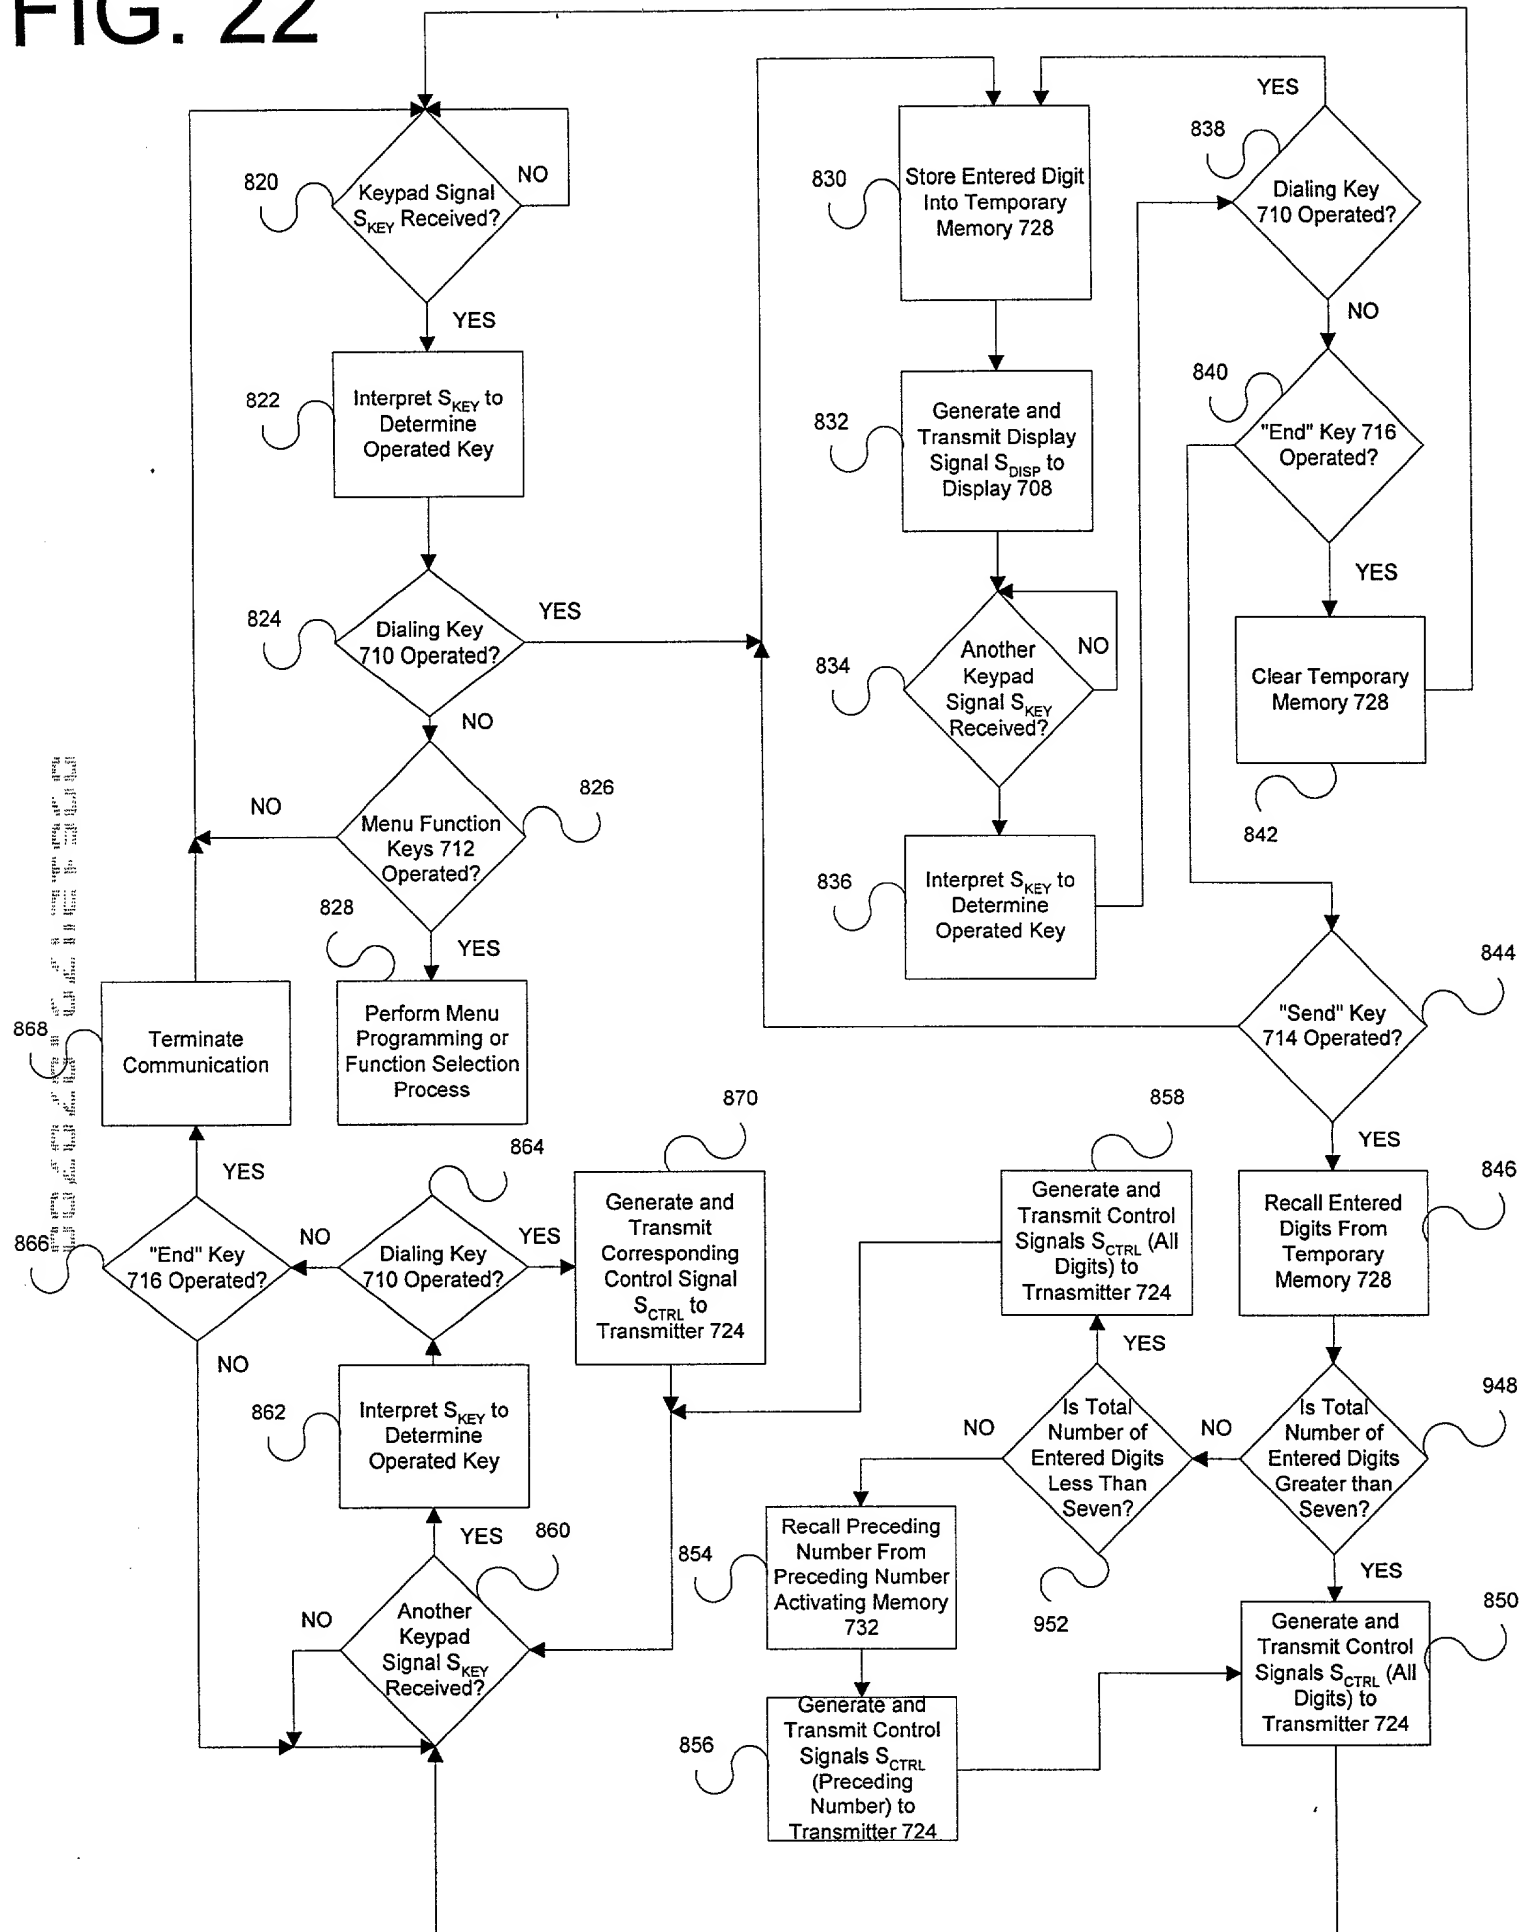 FIG. 22
820
Keypad Signal
SKEY Received?
NO
YES
822
Interpret SKEY to
Determine
Operated Key
824
Dialing Key
710 Operated?
YES
NO
826
Menu Function
Keys 712
Operated?
NO
YES
828
Perform Menu
Programming or
Function Selection
Process
830
Store Entered Digit
Into Temporary
Memory 728
832
Generate and
Transmit Display
Signal SDISP to
Display 708
834
Another
Keypad
Signal SKEY
Received?
NO
836
Interpret SKEY to
Determine
Operated Key
838
Dialing Key
710 Operated?
YES
NO
840
"End" Key 716
Operated?
YES
Clear Temporary
Memory 728
842
844
"Send" Key
714 Operated?
YES
846
Recall Entered
Digits From
Temporary
Memory 728
948
Is Total
Number of
Entered Digits
Greater than
Seven?
NO
YES
850
Generate and
Transmit Control
Signals SCTRL (All
Digits) to
Transmitter 724
952
Is Total
Number of
Entered Digits
Less Than
Seven?
NO
YES
858
Generate and
Transmit Control
Signals SCTRL (All
Digits) to
Trnasmitter 724
854
Recall Preceding
Number From
Preceding Number
Activating Memory
732
856
Generate and
Transmit Control
Signals SCTRL
(Preceding
Number) to
Transmitter 724
860
Another
Keypad
Signal SKEY
Received?
NO
YES
862
Interpret SKEY to
Determine
Operated Key
864
Dialing Key
710 Operated?
NO
YES
870
Generate and
Transmit
Corresponding
Control Signal
SCTRL to
Transmitter 724
866
"End" Key
716 Operated?
YES
NO
868
Terminate
Communication